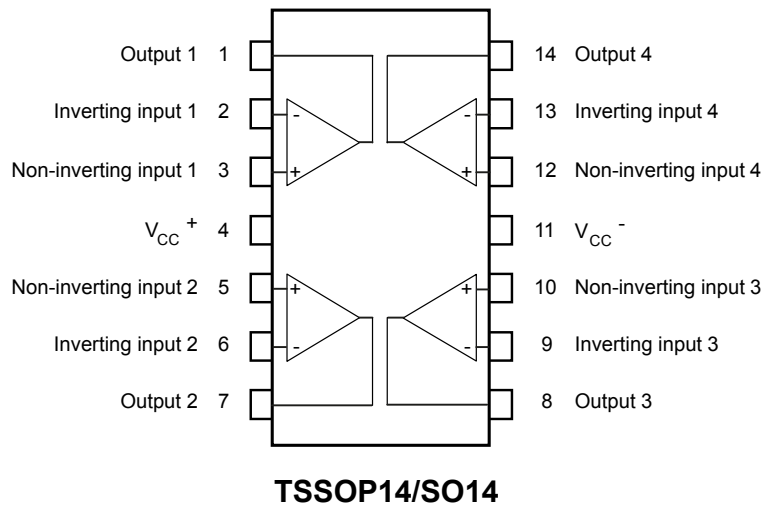 Output 1 1 14 Output 4
- -
Inverting input 1 2 13 Inverting input 4
Non-inverting input 1 3 + + 12 Non-inverting input 4
VCC + 4 11 VCC -
Non-inverting input 2 5 + + 10 Non-inverting input 3
Inverting input 2 6 - - 9 Inverting input 3
Output 2 7 8 Output 3
TSSOP14/SO14